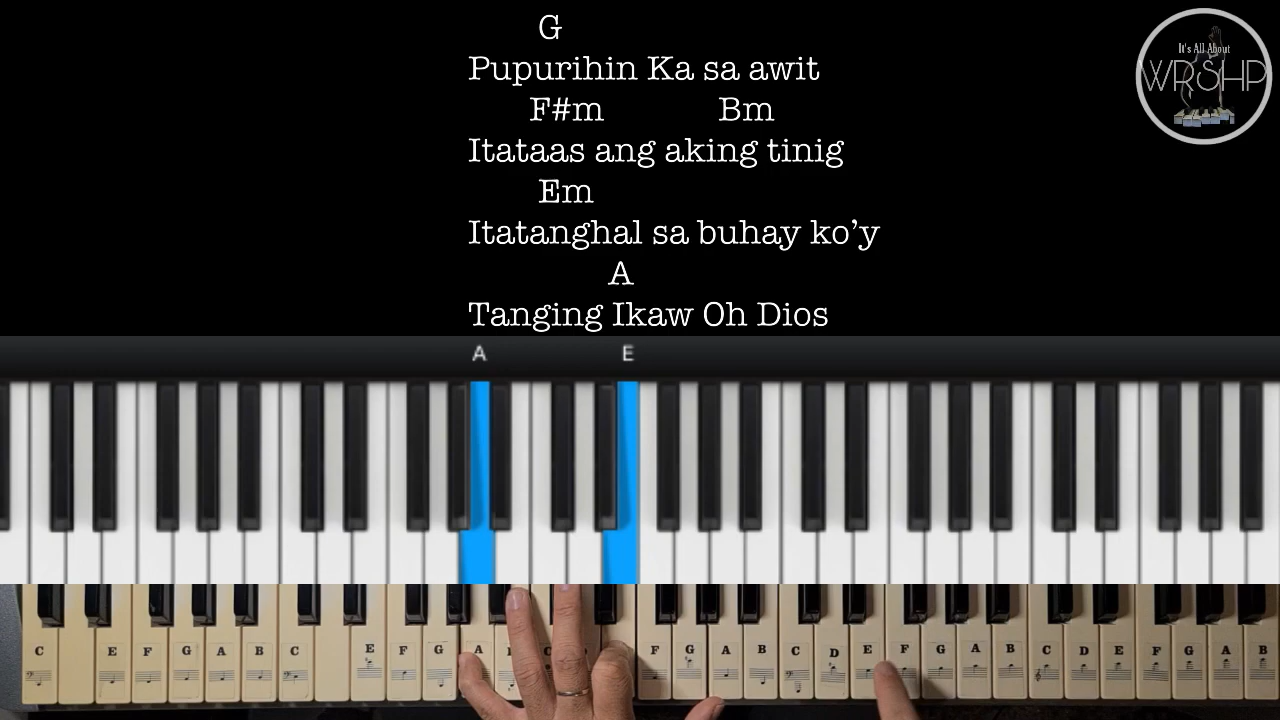 G
Pupurihin Ka sa awit
F#m Bm
Itataas ang aking tinig
Em
Itatanghal sa buhay ko’y
A
Tanging Ikaw Oh Dios
It's All About
WRSHP
A E
C E F G A B C E F G A F G A B C D E F G A B C D E F G A B